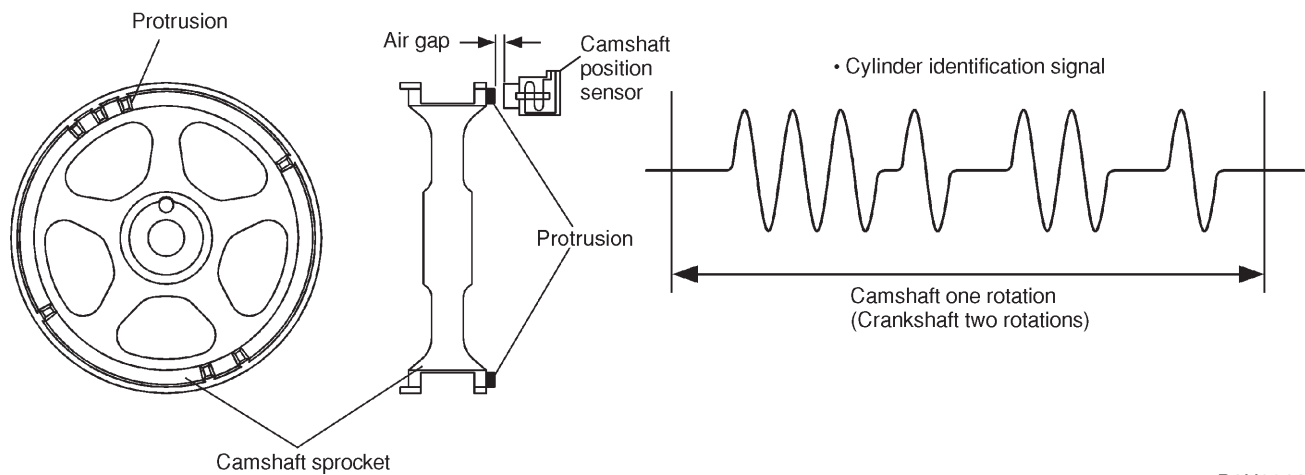 Protrusion
Air gap
Camshaft
position
sensor
• Cylinder identification signal
Protrusion
Camshaft one rotation
(Crankshaft two rotations)
Camshaft sprocket